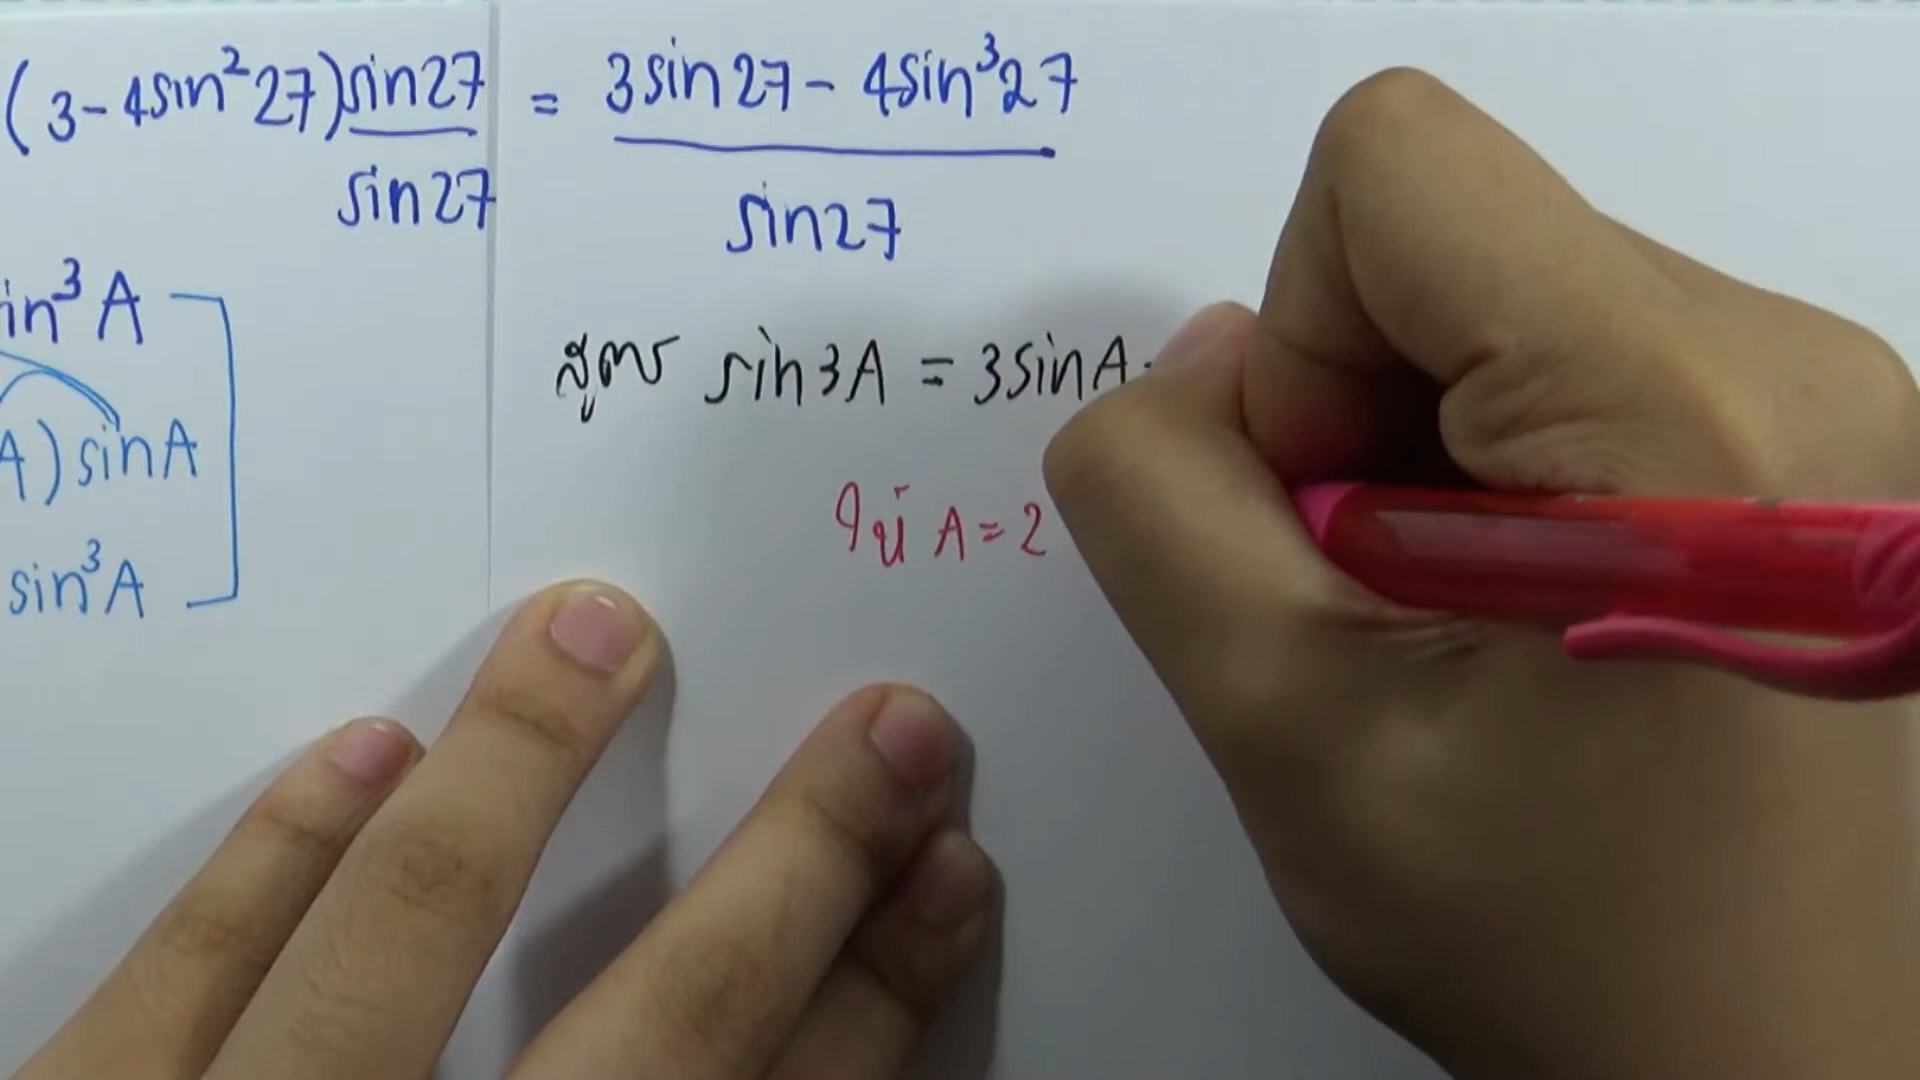 (3-4sin²27)sin27 = 3sin27 - 4sin³27
sin27 sin27
in³A
สูตร sin3A = 3sinA
A) sinA
ให้ A = 2
sin³A